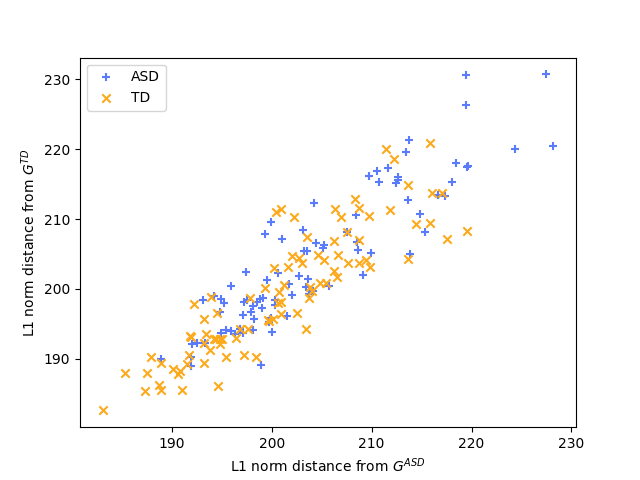 ASD
TD
230
220
210
200
190
L1 norm distance from G^{TD}
190
200
210
220
230
L1 norm distance from G^{ASD}